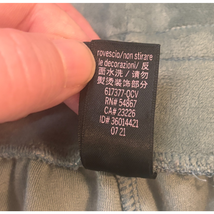 rovescio/non stirare
le decorazioni/ 反
面水洗/ 请勿
熨烫装饰部分
617377-QCV
RN# 54867
CA# 23226
ID# 36014421
07 21